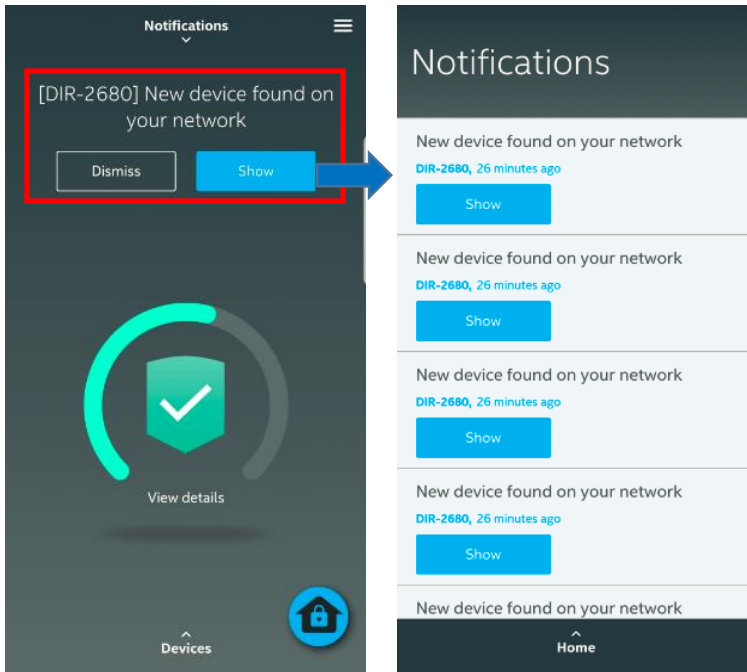 Notifications
[DIR-2680] New device found on
your network
Dismiss
Show
View details
Devices
Notifications
New device found on your network
DIR-2680, 26 minutes ago
Show
New device found on your network
DIR-2680, 26 minutes ago
Show
New device found on your network
DIR-2680, 26 minutes ago
Show
New device found on your network
DIR-2680, 26 minutes ago
Show
New device found on your network
Home